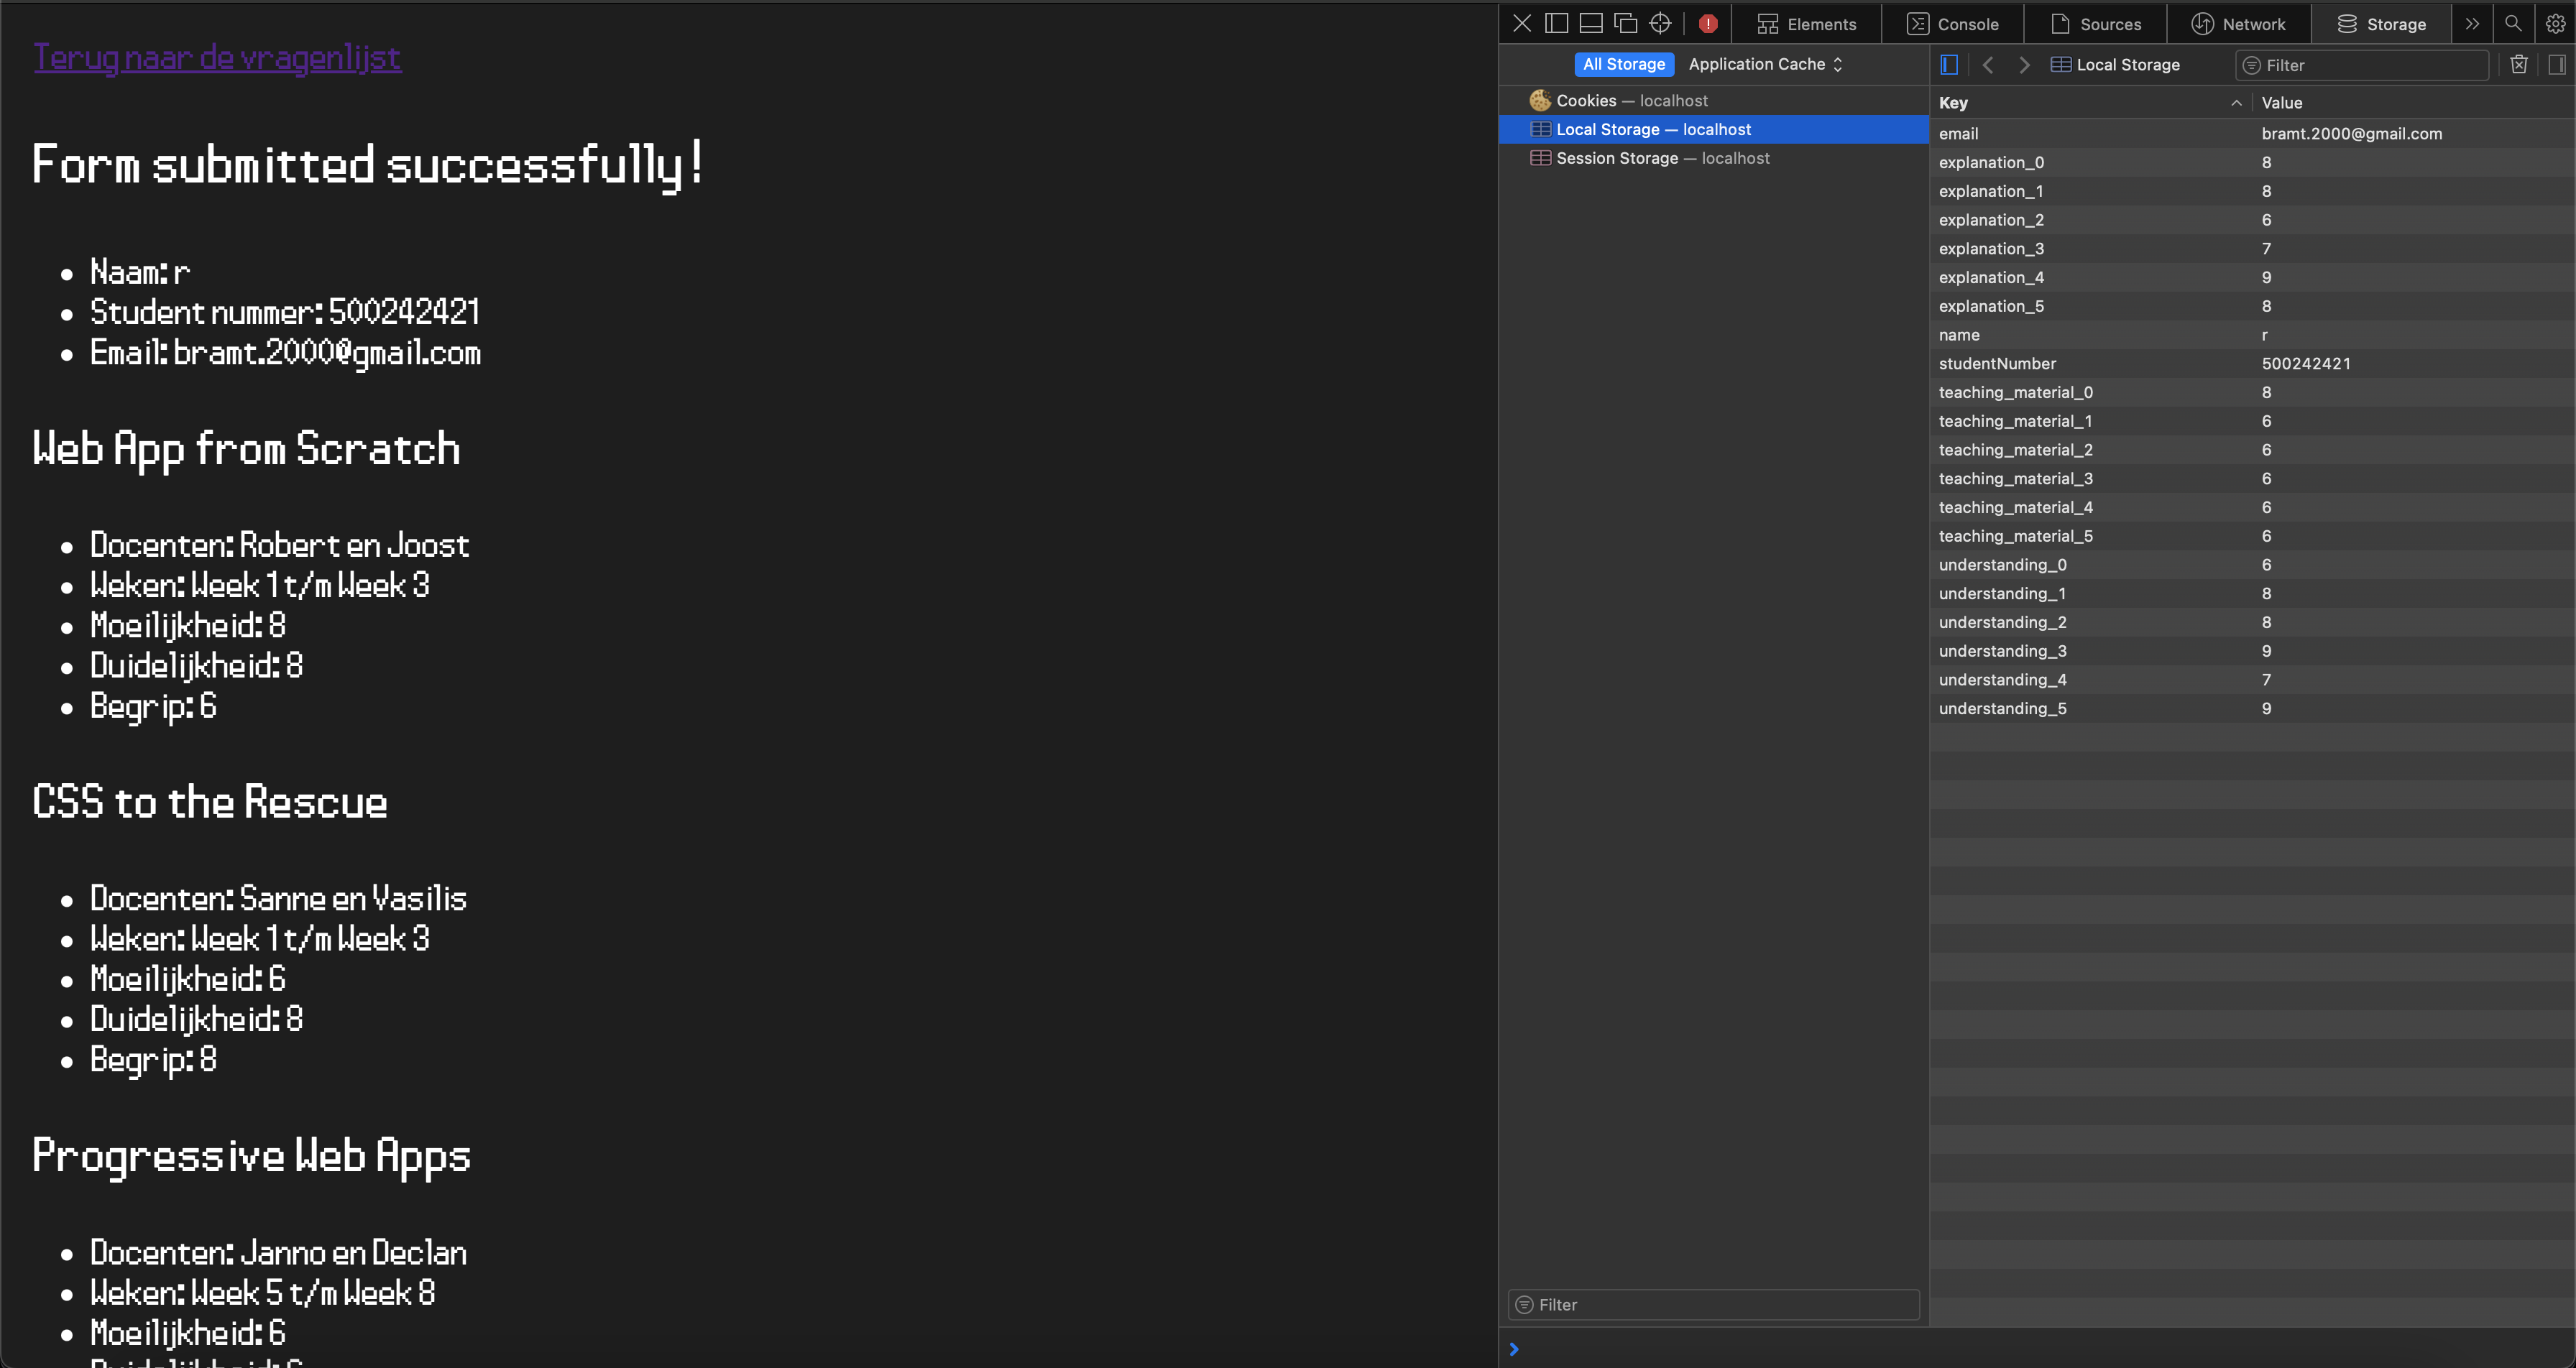 Terug naar de vragenlijst
Form submitted successfully!
Naam: r
Student nummer: 500242421
Email: bramt.2000@gmail.com
Web App from Scratch
Docenten: Robert en Joost
Weken: Week 1 t/m Week 3
Moeilijkheid: 8
Duidelijkheid: 8
Begrip: 6
CSS to the Rescue
Docenten: Sanne en Vasilis
Weken: Week 1 t/m Week 3
Moeilijkheid: 6
Duidelijkheid: 8
Begrip: 8
Progressive Web Apps
Docenten: Janno en Declan
Weken: Week 5 t/m Week 8
Moeilijkheid: 6
Duidelijkheid: 6
Elements Console Sources Network Storage
All Storage Application Cache
Cookies — localhost
Local Storage — localhost
Session Storage — localhost
Filter
Local Storage Filter
Key Value
email bramt.2000@gmail.com
explanation_0 8
explanation_1 8
explanation_2 6
explanation_3 7
explanation_4 9
explanation_5 8
name r
studentNumber 500242421
teaching_material_0 8
teaching_material_1 6
teaching_material_2 6
teaching_material_3 6
teaching_material_4 6
teaching_material_5 6
understanding_0 6
understanding_1 8
understanding_2 8
understanding_3 9
understanding_4 7
understanding_5 9